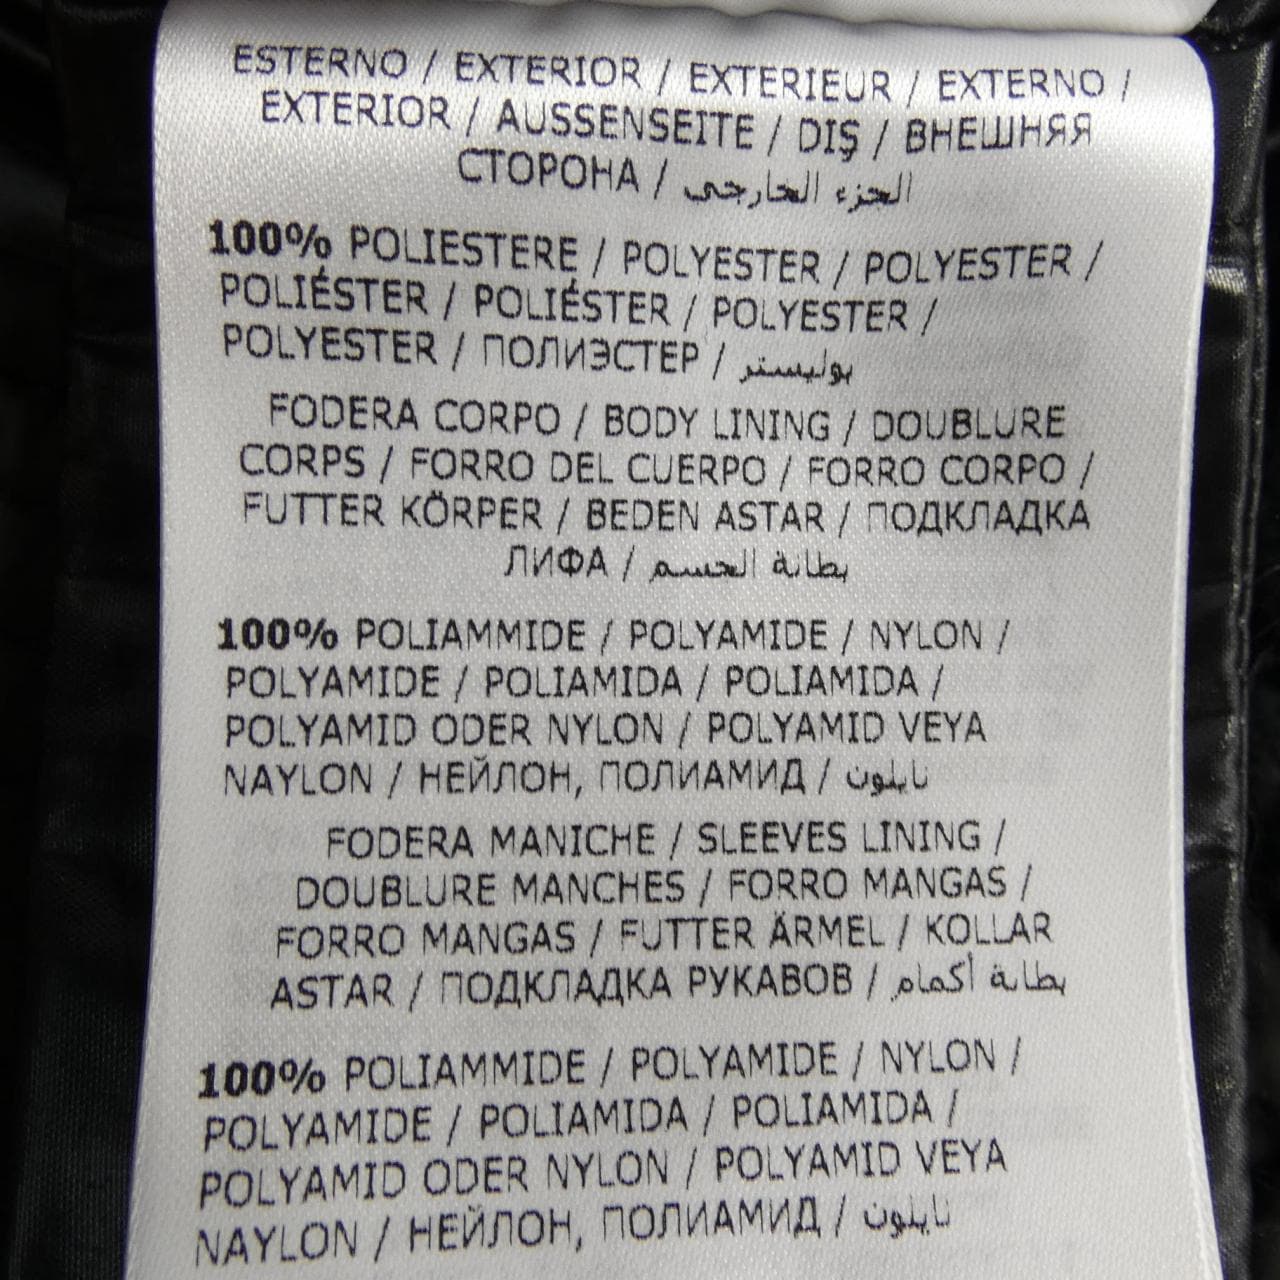 ESTERNO / EXTERIOR / EXTERIEUR / EXTERNO /
EXTERIOR / AUSSENSEITE / DIŞ / ВНЕШНЯЯ
СТОРОНА / الجزء الخارجي
100% POLIESTERE / POLYESTER / POLYESTER /
POLIÉSTER / POLIÉSTER / POLYESTER /
POLYESTER / ПОЛИЭСТЕР / بوليستر
FODERA CORPO / BODY LINING / DOUBLURE
CORPS / FORRO DEL CUERPO / FORRO CORPO /
FUTTER KÖRPER / BEDEN ASTAR / ПОДКЛАДКА
ЛИФА / بطانة الجسم
100% POLIAMMIDE / POLYAMIDE / NYLON /
POLYAMIDE / POLIAMIDA / POLIAMIDA /
POLYAMID ODER NYLON / POLYAMID VEYA
NAYLON / НЕЙЛОН, ПОЛИАМИД / نايلون
FODERA MANICHE / SLEEVES LINING /
DOUBLURE MANCHES / FORRO MANGAS /
FORRO MANGAS / FUTTER ÄRMEL / KOLLAR
ASTAR / ПОДКЛАДКА РУКАВОВ / بطانة أكمام
100% POLIAMMIDE / POLYAMIDE / NYLON /
POLYAMIDE / POLIAMIDA / POLIAMIDA /
POLYAMID ODER NYLON / POLYAMID VEYA
NAYLON / НЕЙЛОН, ПОЛИАМИД / نايلون